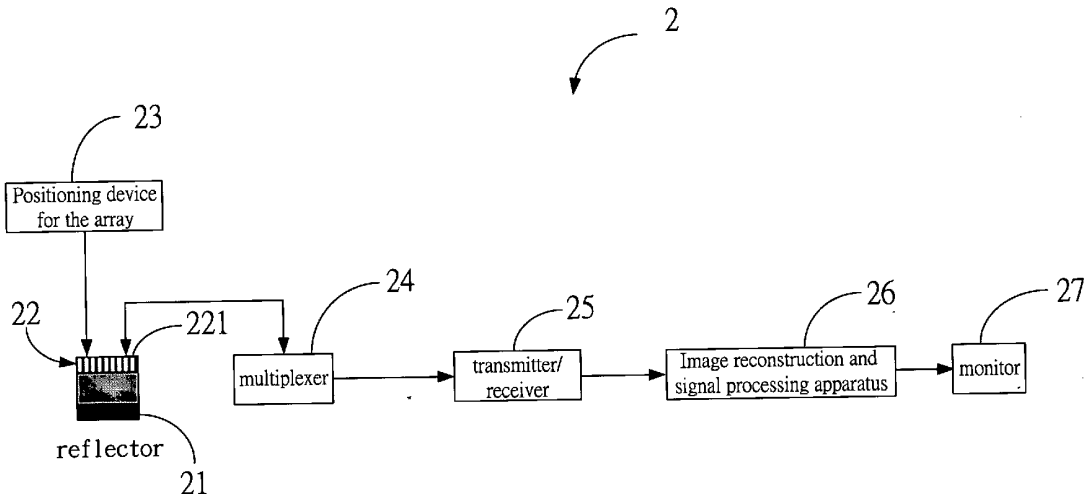 2
23
Positioning device
for the array
22
221
24
25
26
27
multiplexer
transmitter/
receiver
Image reconstruction and
signal processing apparatus
monitor
reflector
21